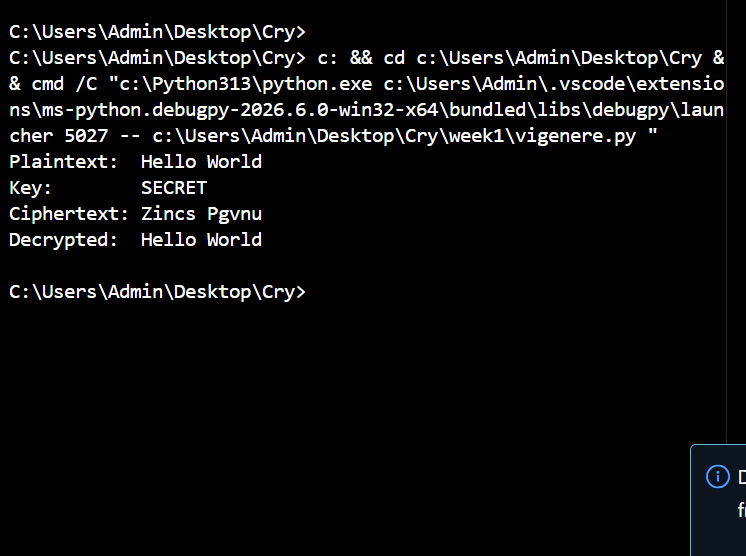 C:\Users\Admin\Desktop\Cry>
C:\Users\Admin\Desktop\Cry> c: && cd c:\Users\Admin\Desktop\Cry &
& cmd /C "c:\Python313\python.exe c:\Users\Admin\.vscode\extensio
ns\ms-python.debugpy-2026.6.0-win32-x64\bundled\libs\debugpy\laun
cher 5027 -- c:\Users\Admin\Desktop\Cry\week1\vigenere.py "
Plaintext:  Hello World
Key:        SECRET
Ciphertext: Zincs Pgvnu
Decrypted:  Hello World
C:\Users\Admin\Desktop\Cry>